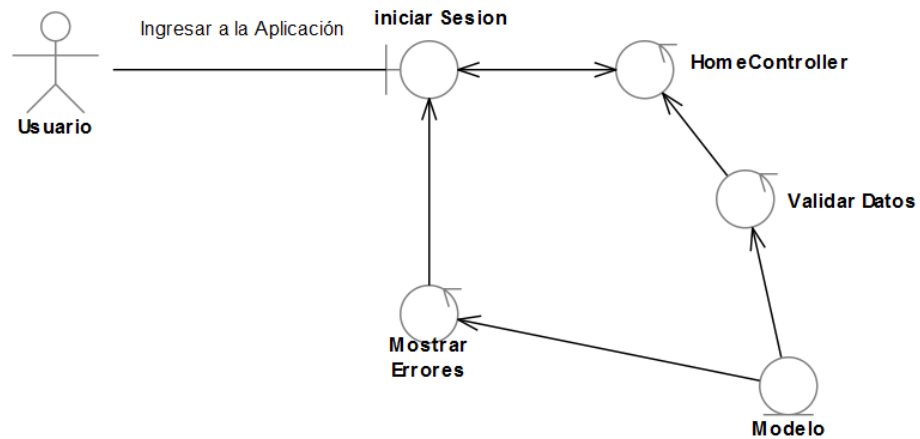 iniciar Sesion
Ingresar a la Aplicación
HomeController
Usuario
Validar Datos
Mostrar
Errores
Modelo